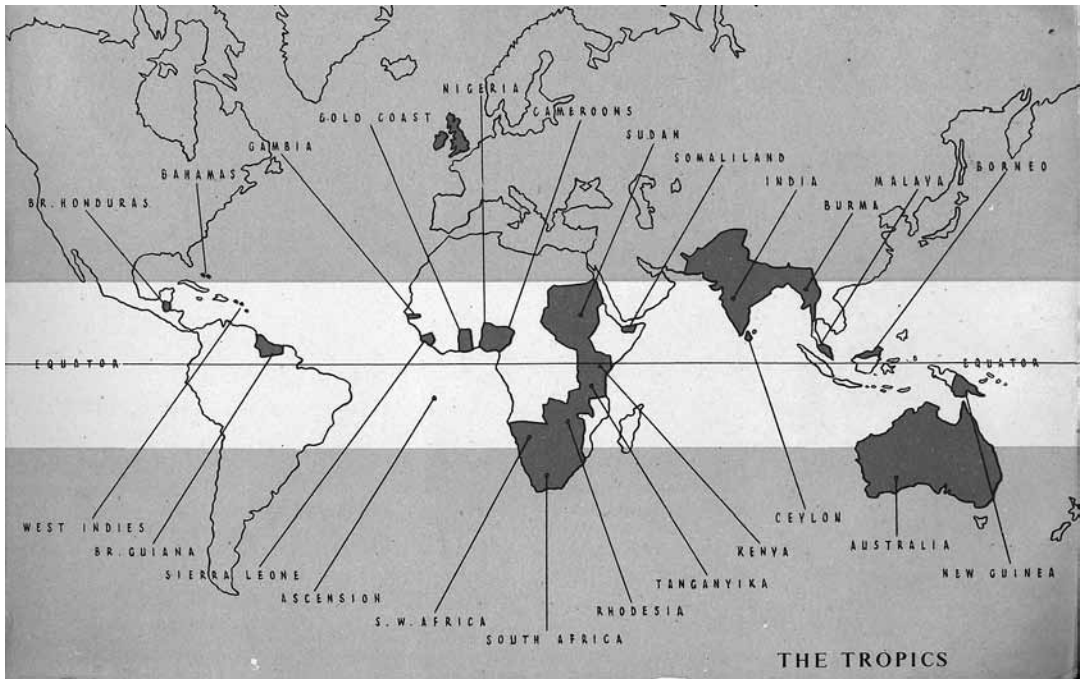 NIGERIA
GOLD COAST
CAMEROONS
SUDAN
GAMBIA
SOMALILAND
BAHAMAS
INDIA
MALAYA
BORNEO
BR. HONDURAS
BURMA
EQUATOR
EQUATOR
WEST INDIES
BR. GUIANA
SIERRA LEONE
ASCENSION
S.W. AFRICA
SOUTH AFRICA
RHODESIA
TANGANYIKA
KENYA
CEYLON
AUSTRALIA
NEW GUINEA
THE TROPICS